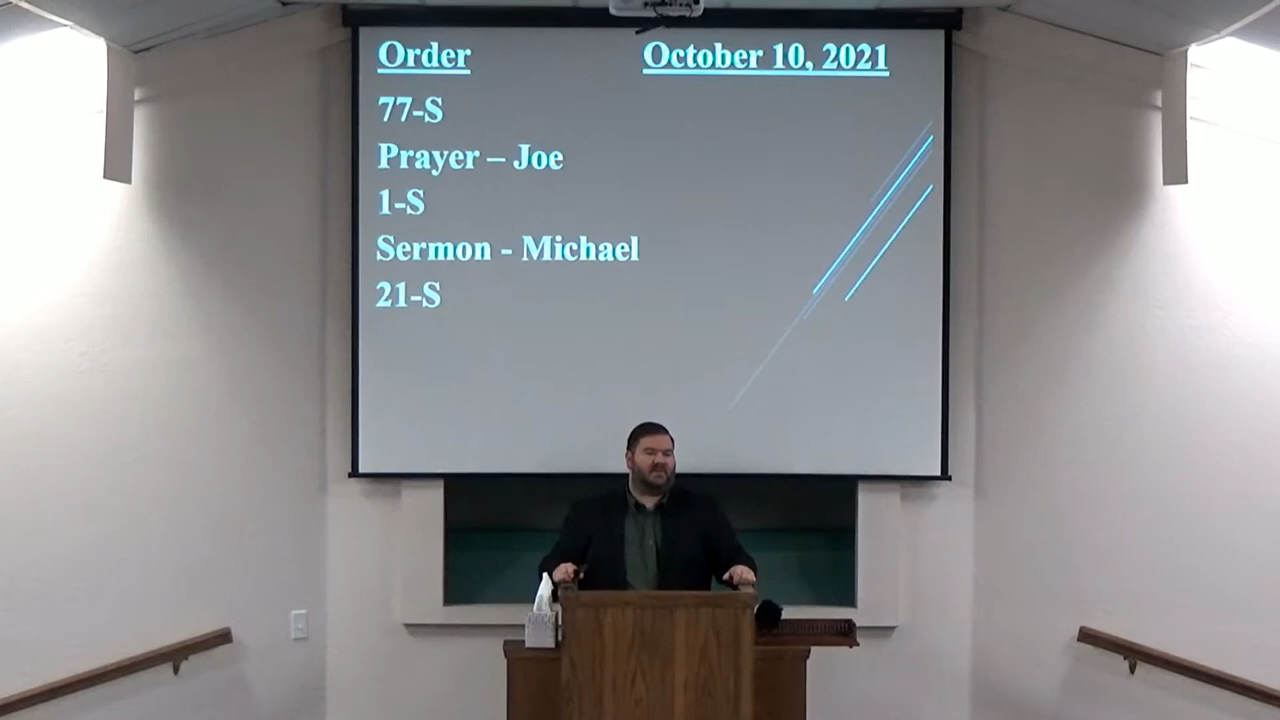 Order October 10, 2021
77-S
Prayer – Joe
1-S
Sermon - Michael
21-S